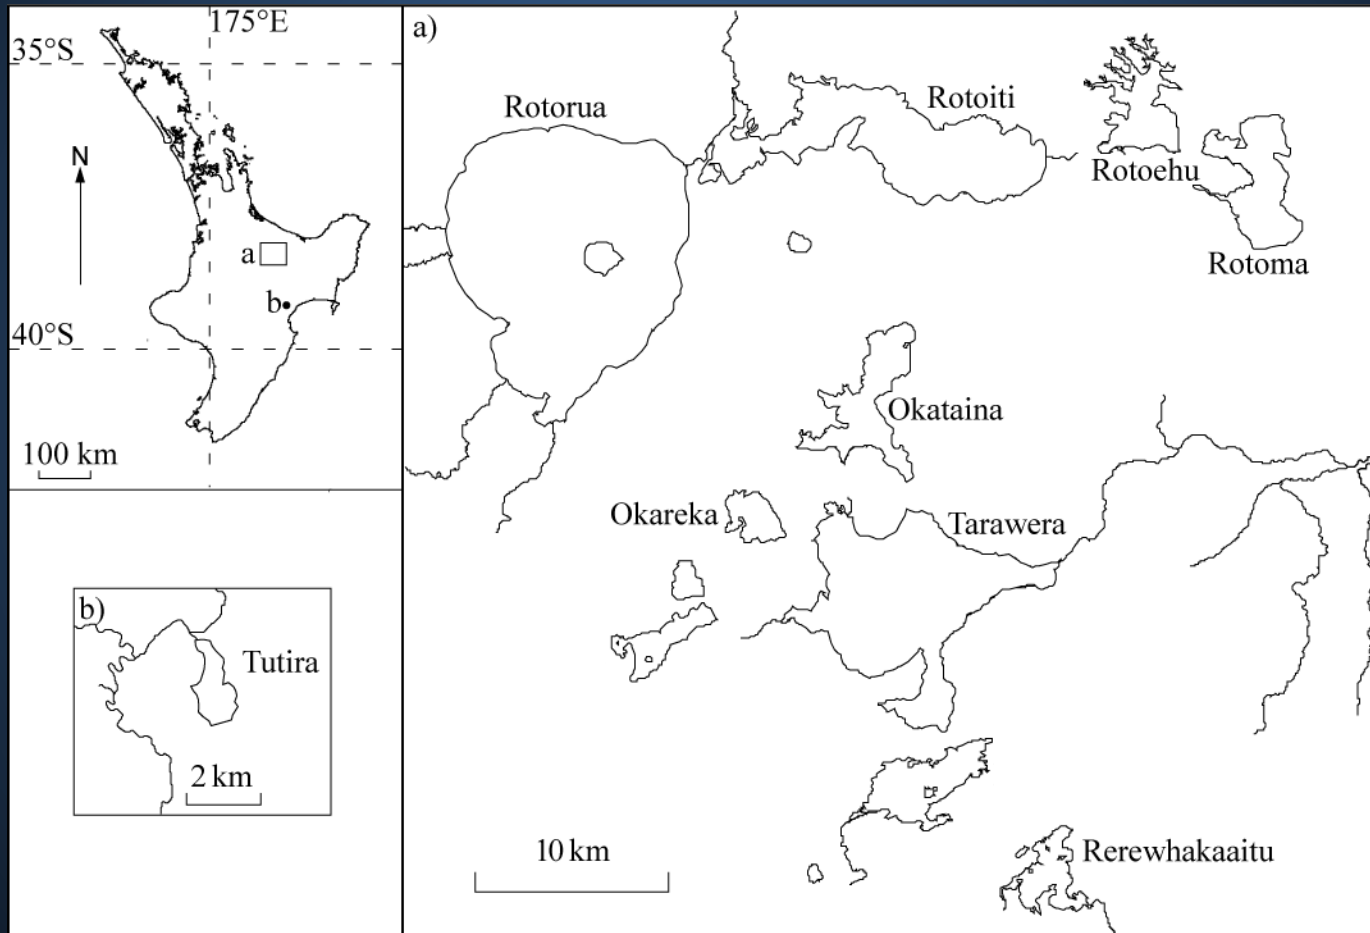 175°E
35°S
N
a
b
40°S
100 km
a)
Rotorua
Rotoiti
Rotoehu
Rotoma
Okataina
Okareka
Tarawera
Rerewhakaaitu
10 km
b)
Tutira
2 km